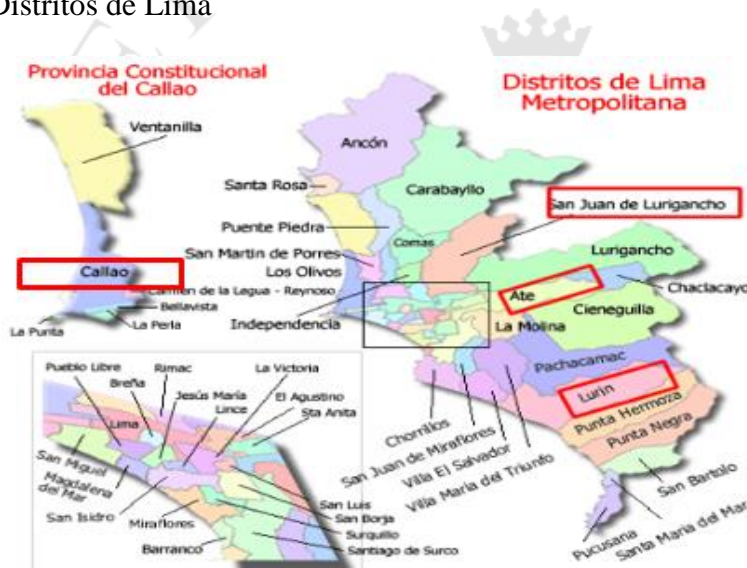 Distritos de Lima
Provincia Constitucional
del Callao
Distritos de Lima
Metropolitana
Ventanilla
Ancón
Santa Rosa
Carabayllo
San Juan de Lurigancho
Puente Piedra
Comas
San Martin de Porres
Lurigancho
Los Olivos
Callao
Carmen de la Legua - Reynoso
Ate
Chaclacayo
Bellavista
Cieneguilla
La Punta
La Perla
Independencia
La Molina
Pachacamac
Pueblo Libre
Rimac
La Victoria
Breña
Jesús María
El Agustino
Lince
Sta Anita
Lima
Lurin
Punta Hermoza
Punta Negra
Chorrillos
San Juan de Miraflores
Villa El Salvador
Villa Maria del Triunfo
San Bartolo
San Miguel
Magdalena
del Mar
San Isidro
Miraflores
Barranco
San Luis
San Borja
Surquillo
Santiago de Surco
Pucusana
Santa Maria del Mar